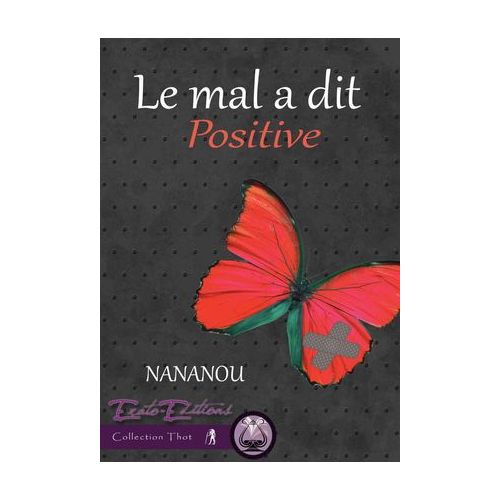 Le mal a dit
Positive
NANANOU
Erato-Editions
Collection Thot